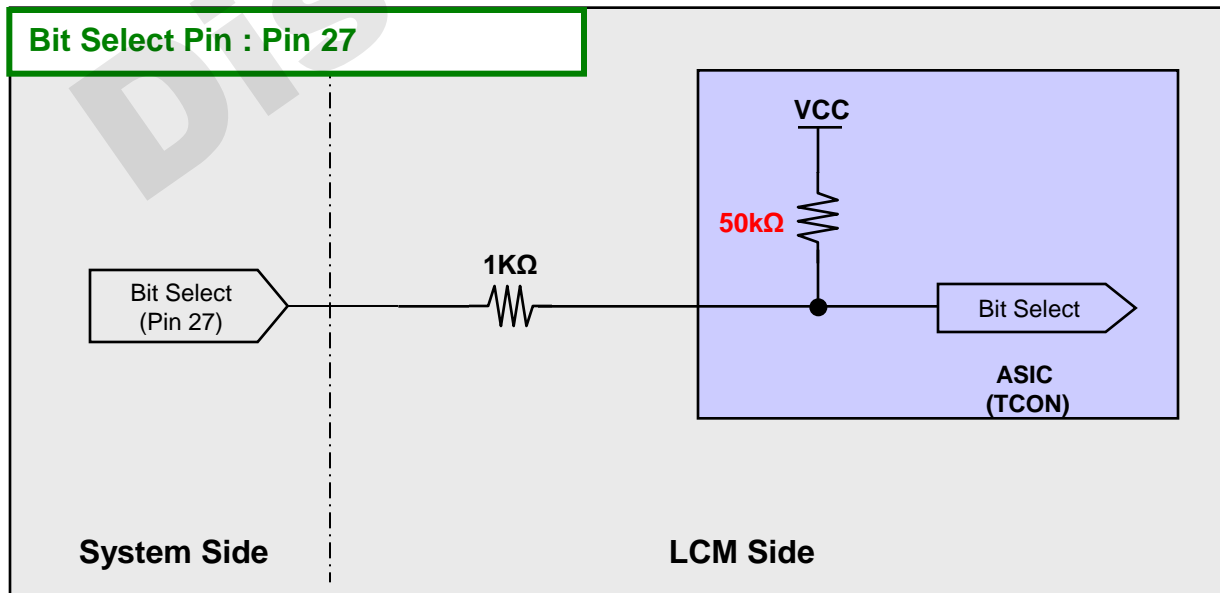 Bit Select Pin : Pin 27
VCC
50kΩ
1KΩ
Bit Select
(Pin 27)
Bit Select
ASIC
(TCON)
System Side
LCM Side